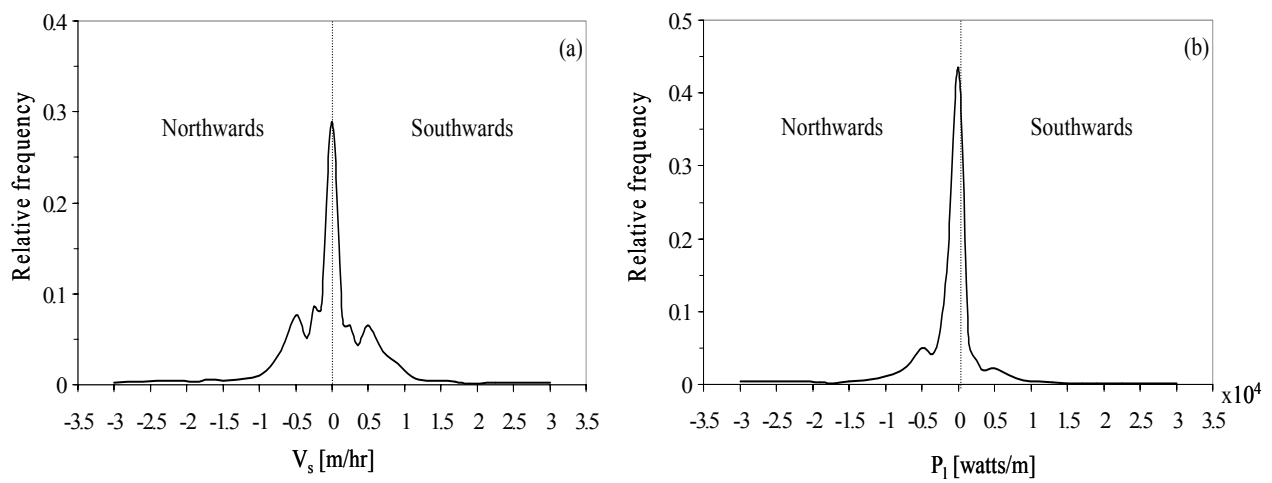 0.4
0.3
0.2
0.1
0
Relative frequency
(a)
Northwards
Southwards
-3.5 -3 -2.5 -2 -1.5 -1 -0.5 0 0.5 1 1.5 2 2.5 3 3.5
V_s [m/hr]
0.5
0.4
0.3
0.2
0.1
0
Relative frequency
(b)
Northwards
Southwards
x10^4
-3.5 -3 -2.5 -2 -1.5 -1 -0.5 0 0.5 1 1.5 2 2.5 3 3.5
P_l [watts/m]